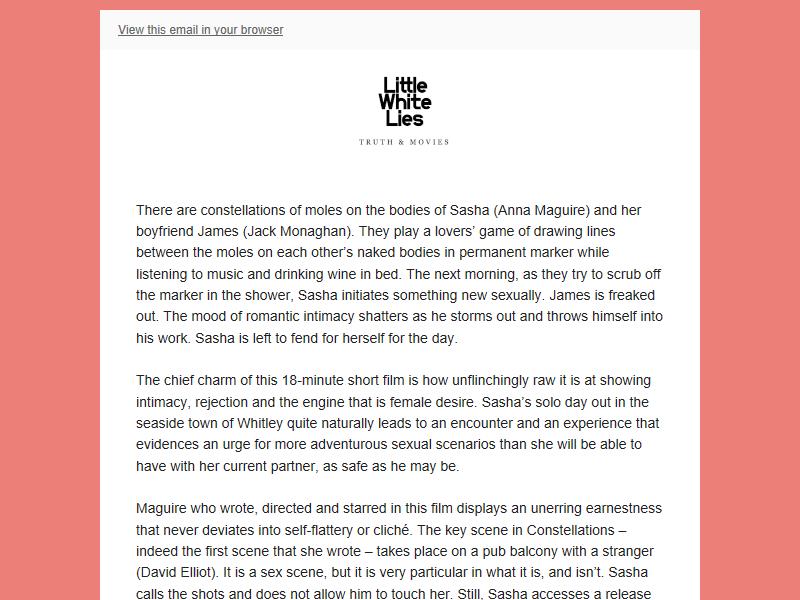 View this email in your browser
Little
White
Lies
TRUTH & MOVIES
There are constellations of moles on the bodies of Sasha (Anna Maguire) and her
boyfriend James (Jack Monaghan). They play a lovers’ game of drawing lines
between the moles on each other’s naked bodies in permanent marker while
listening to music and drinking wine in bed. The next morning, as they try to scrub off
the marker in the shower, Sasha initiates something new sexually. James is freaked
out. The mood of romantic intimacy shatters as he storms out and throws himself into
his work. Sasha is left to fend for herself for the day.
The chief charm of this 18-minute short film is how unflinchingly raw it is at showing
intimacy, rejection and the engine that is female desire. Sasha’s solo day out in the
seaside town of Whitley quite naturally leads to an encounter and an experience that
evidences an urge for more adventurous sexual scenarios than she will be able to
have with her current partner, as safe as he may be.
Maguire who wrote, directed and starred in this film displays an unerring earnestness
that never deviates into self-flattery or cliché. The key scene in Constellations –
indeed the first scene that she wrote – takes place on a pub balcony with a stranger
(David Elliot). It is a sex scene, but it is very particular in what it is, and isn’t. Sasha
calls the shots and does not allow him to touch her. Still, Sasha accesses a release